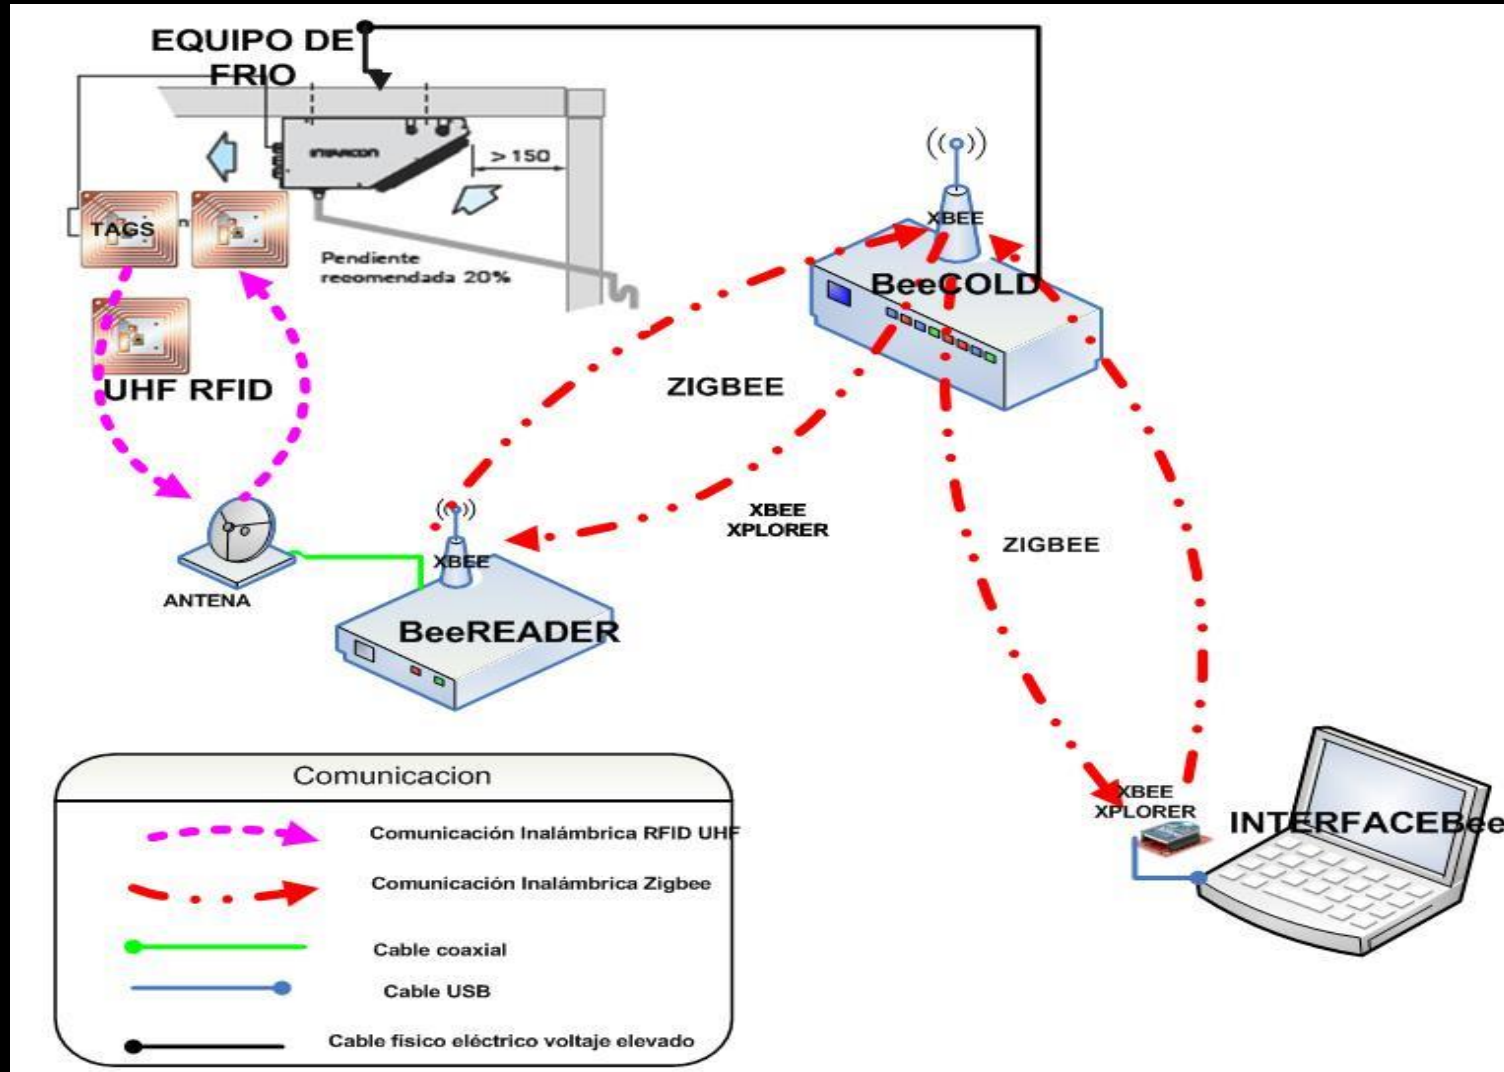 EQUIPO DE
FRIO
INTARCON
> 150
TAGS
Pendiente
reeomendada 20%
UHF RFID
XBEE
BeeCOLD
ZIGBEE
XBEE
XPLORER
ZIGBEE
ANTENA
XBEE
BeeREADER
XBEE
XPLORER
INTERFACEBee
Comunicacion
Comunicación Inalámbrica RFID UHF
Comunicación Inalámbrica Zigbee
Cable coaxial
Cable USB
Cable físico eléctrico voltaje elevado